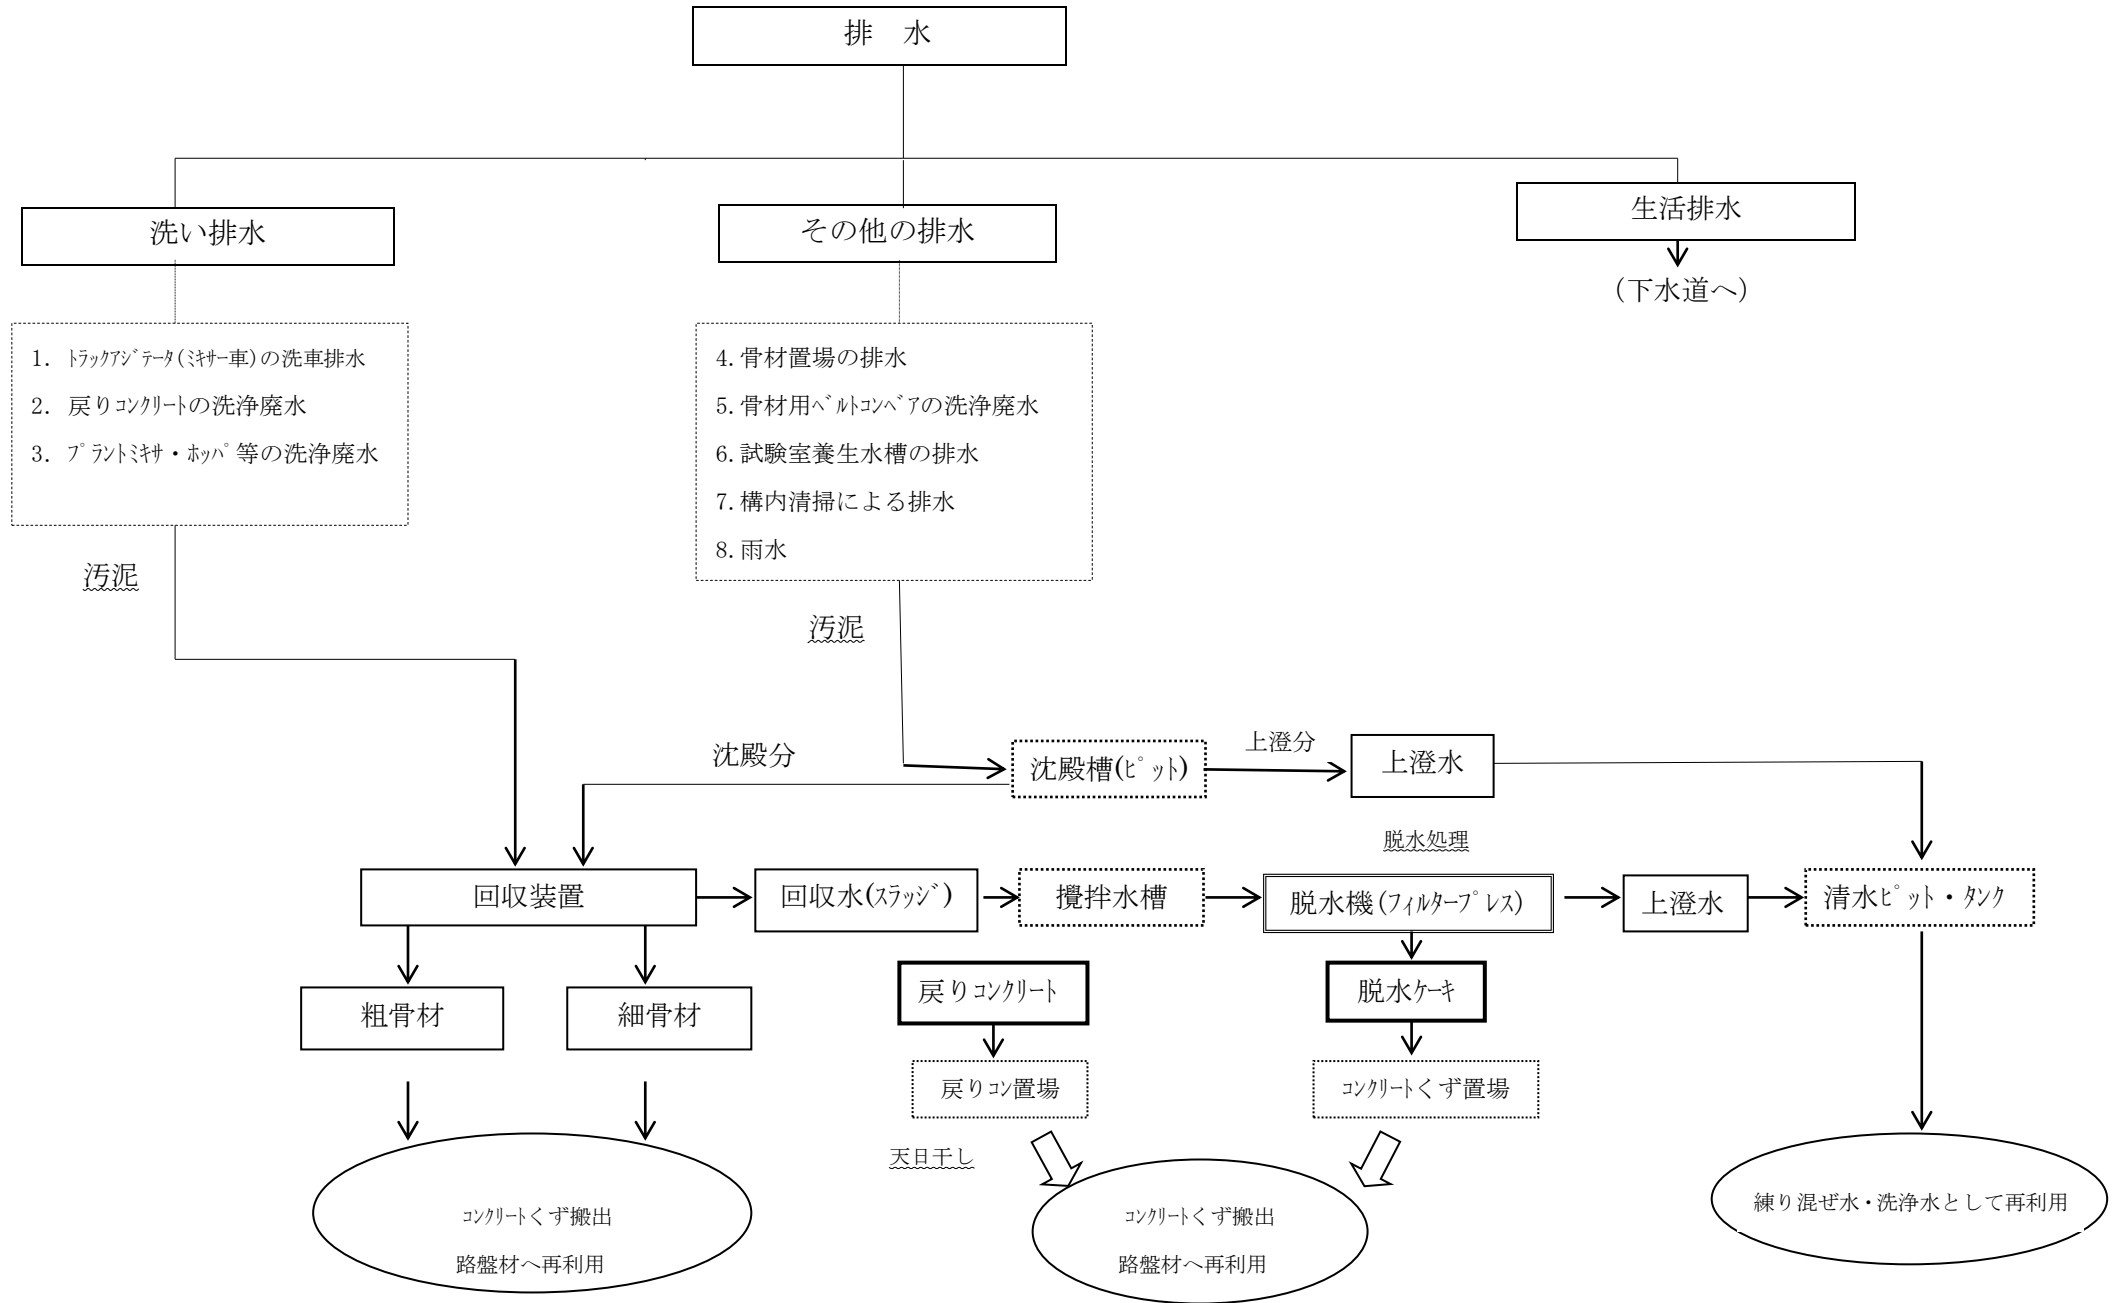 排　水
洗い排水
その他の排水
生活排水
(下水道へ)
1. ﾄﾗｯｸｱｼﾞﾃｰﾀ(ﾐｷｻｰ車)の洗車排水
2. 戻りｺﾝｸﾘｰﾄの洗浄廃水
3. ﾌﾟﾗﾝﾄﾐｷｻ・ﾎｯﾊﾟ等の洗浄廃水
4.骨材置場の排水
5.骨材用ﾍﾞﾙﾄｺﾝﾍﾞｱの洗浄廃水
6.試験室養生水槽の排水
7.構内清掃による排水
8.雨水
汚泥
汚泥
沈殿分
沈殿槽(ﾋﾟｯﾄ)
上澄分
上澄水
脱水処理
回収装置
回収水(ｽﾗｯｼﾞ)
攪拌水槽
脱水機(ﾌｨﾙﾀｰﾌﾟﾚｽ)
上澄水
清水ﾋﾟｯﾄ・ﾀﾝｸ
粗骨材
細骨材
戻りｺﾝｸﾘｰﾄ
脱水ｹｰｷ
戻りｺﾝ置場
ｺﾝｸﾘｰﾄくず置場
天日干し
ｺﾝｸﾘｰﾄくず搬出
路盤材へ再利用
ｺﾝｸﾘｰﾄくず搬出
路盤材へ再利用
練り混ぜ水・洗浄水として再利用